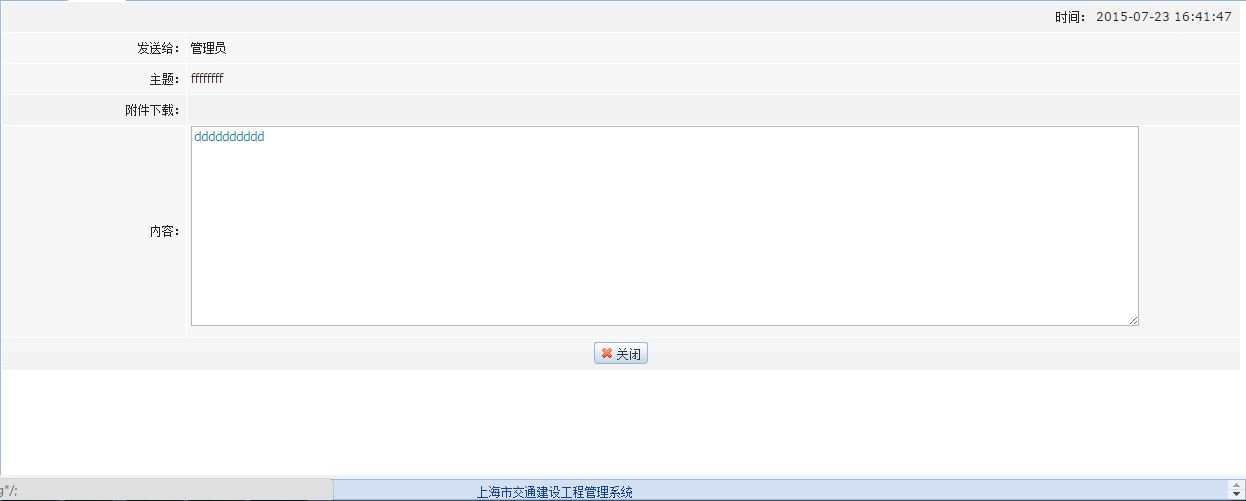 时间： 2015-07-23 16:41:47
发送给： 管理员
主题： ffffffff
附件下载：
dddddddddd
内容：
关闭
g*/;
上海市交通建设工程管理系统